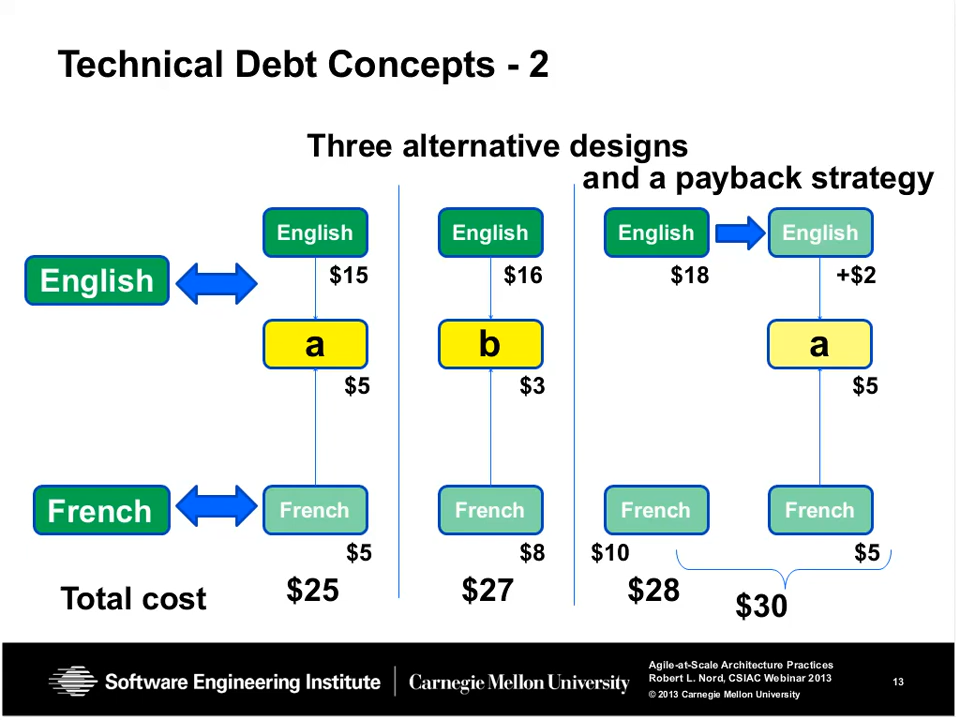 Technical Debt Concepts - 2
Three alternative designs
and a payback strategy
English
English
English
English
English
$15
$16
$18
+$2
a
b
a
$5
$3
$5
French
French
French
French
French
$5
$8
$10
$5
Total cost
$25
$27
$28
$30
Software Engineering Institute
Carnegie Mellon University
Agile-at-Scale Architecture Practices
Robert L. Nord, CSIAC Webinar 2013
© 2013 Carnegie Mellon University
13